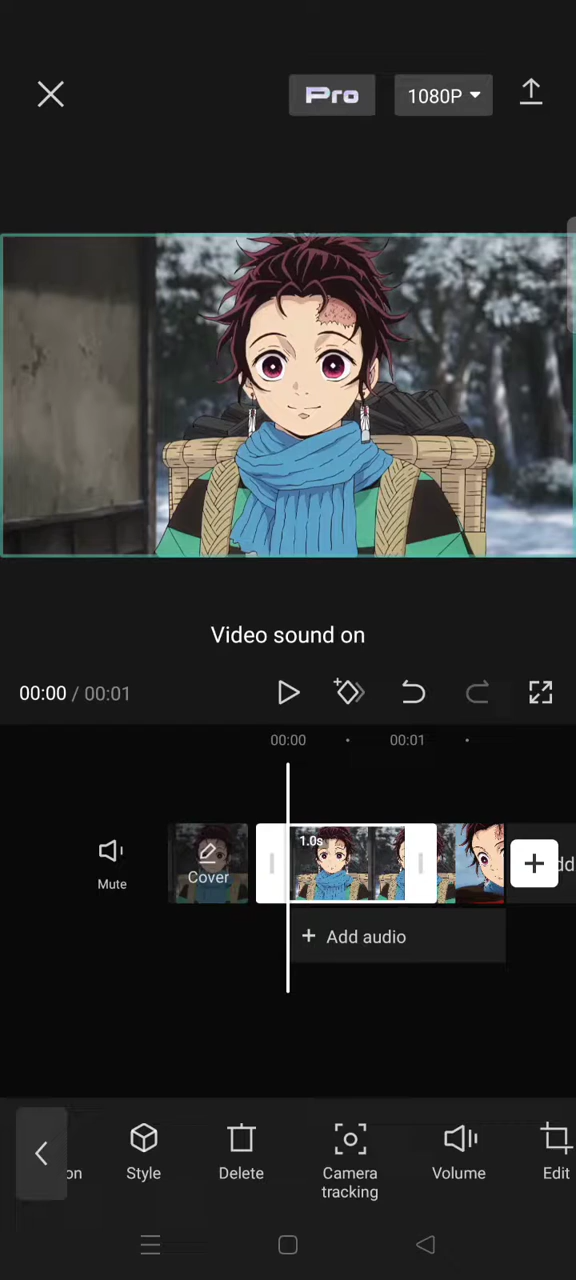 Pro
1080P
Video sound on
00:00 / 00:01
00:00
00:01
1.0s
Mute
Cover
dd
+ Add audio
on
Style
Delete
Camera
tracking
Volume
Edit